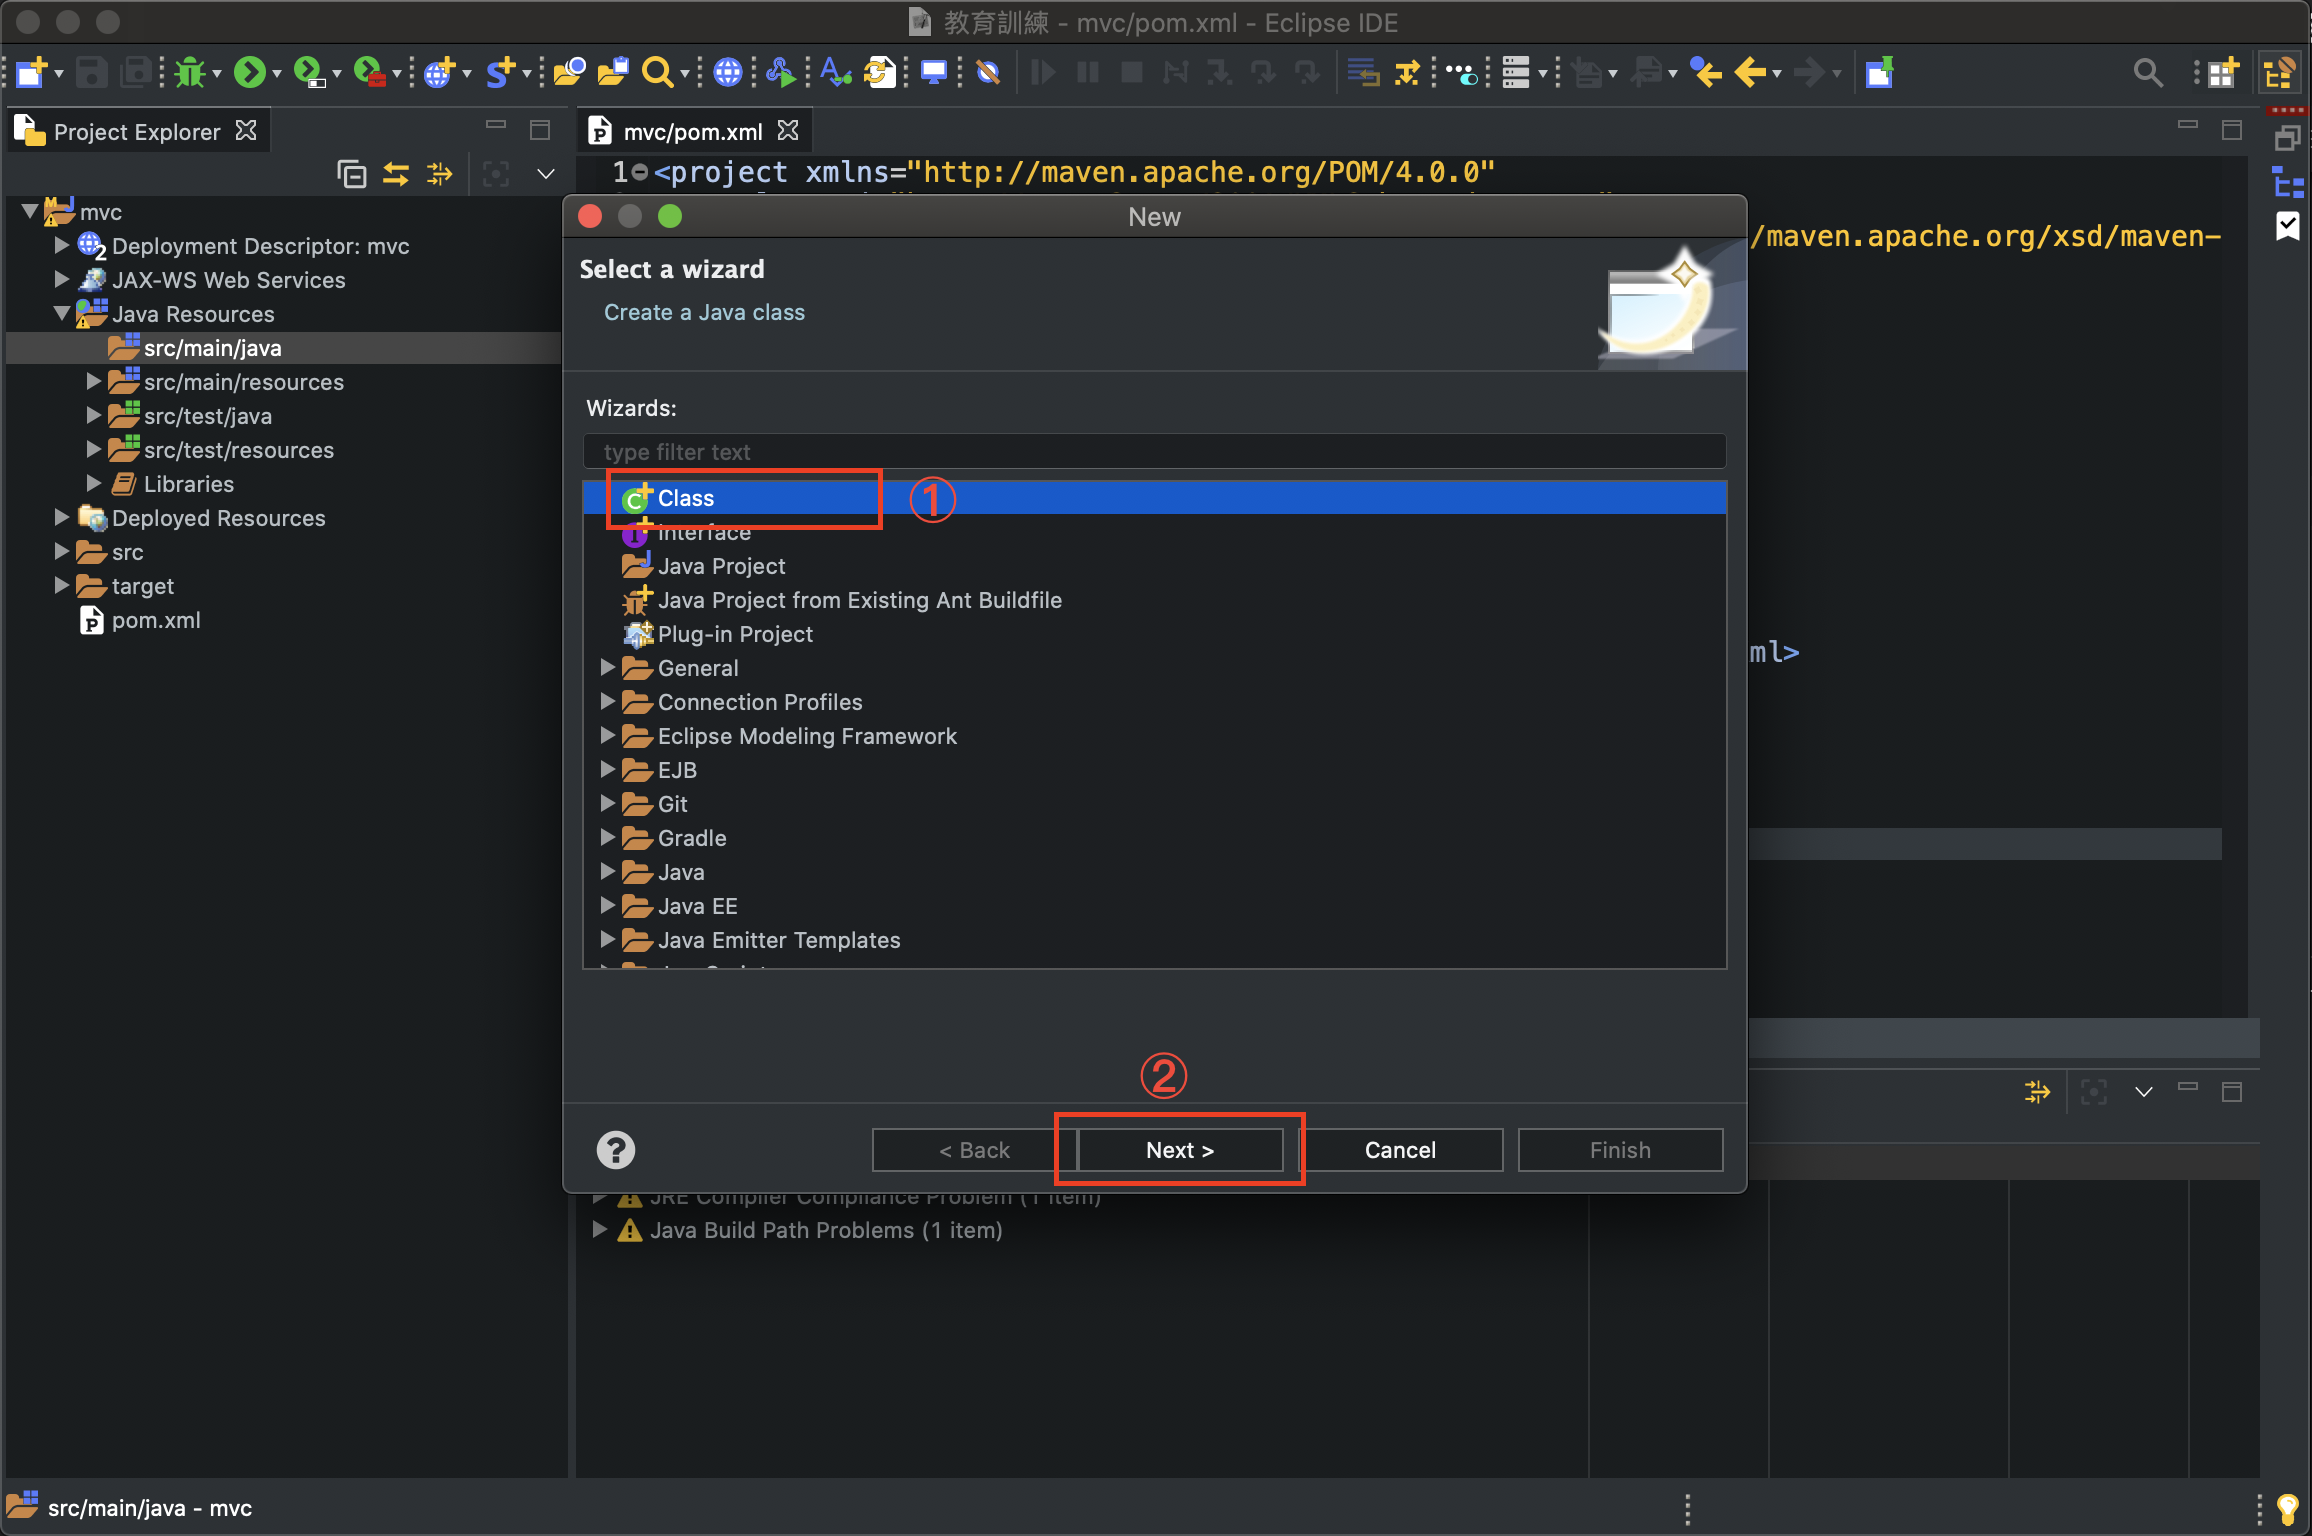 教育訓練 - mvc/pom.xml - Eclipse IDE
Project Explorer
mvc/pom.xml
1 <project xmlns="http://maven.apache.org/POM/4.0.0"
/maven.apache.org/xsd/maven-
ml>
mvc
Deployment Descriptor: mvc
JAX-WS Web Services
Java Resources
src/main/java
src/main/resources
src/test/java
src/test/resources
Libraries
Deployed Resources
src
target
pom.xml
New
Select a wizard
Create a Java class
Wizards:
type filter text
Class
①
Interface
Java Project
Java Project from Existing Ant Buildfile
Plug-in Project
General
Connection Profiles
Eclipse Modeling Framework
EJB
Git
Gradle
Java
Java EE
Java Emitter Templates
②
< Back
Next >
Cancel
Finish
JRE Compiler Compliance Problem (1 item)
Java Build Path Problems (1 item)
src/main/java - mvc